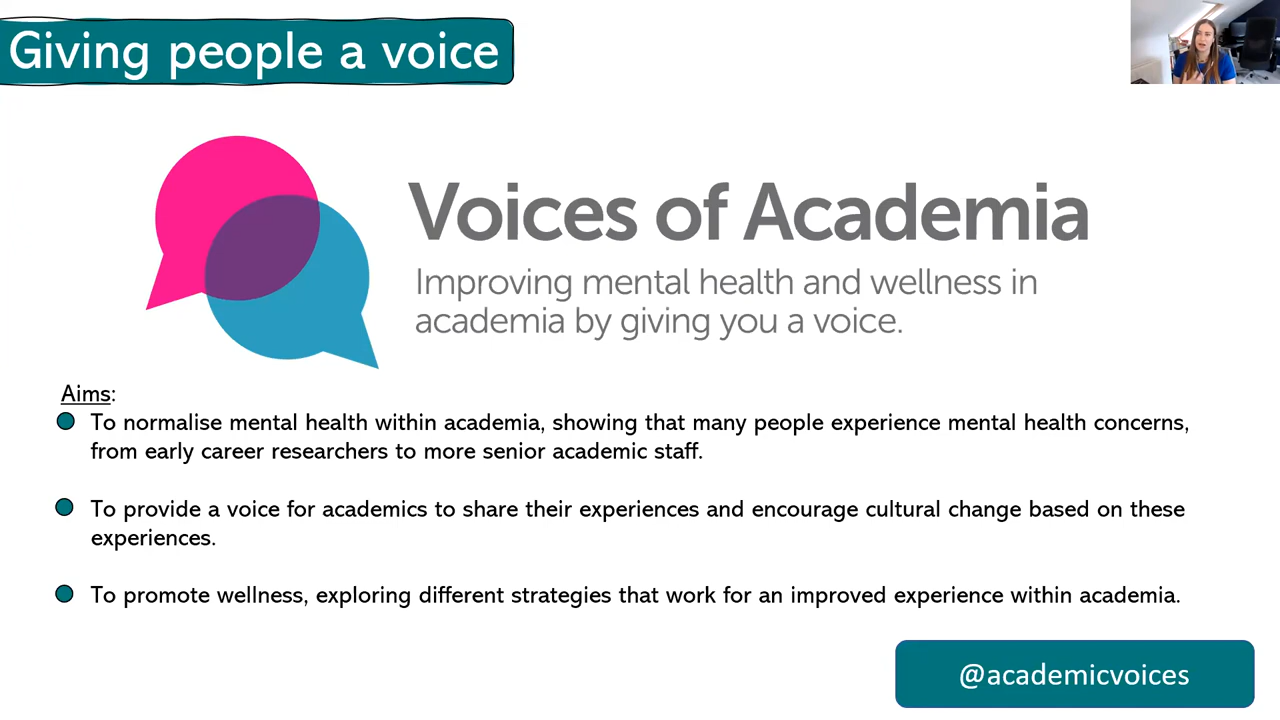 Giving people a voice
Voices of Academia
Improving mental health and wellness in
academia by giving you a voice.
Aims:
To normalise mental health within academia, showing that many people experience mental health concerns,
from early career researchers to more senior academic staff.
To provide a voice for academics to share their experiences and encourage cultural change based on these
experiences.
To promote wellness, exploring different strategies that work for an improved experience within academia.
@academicvoices